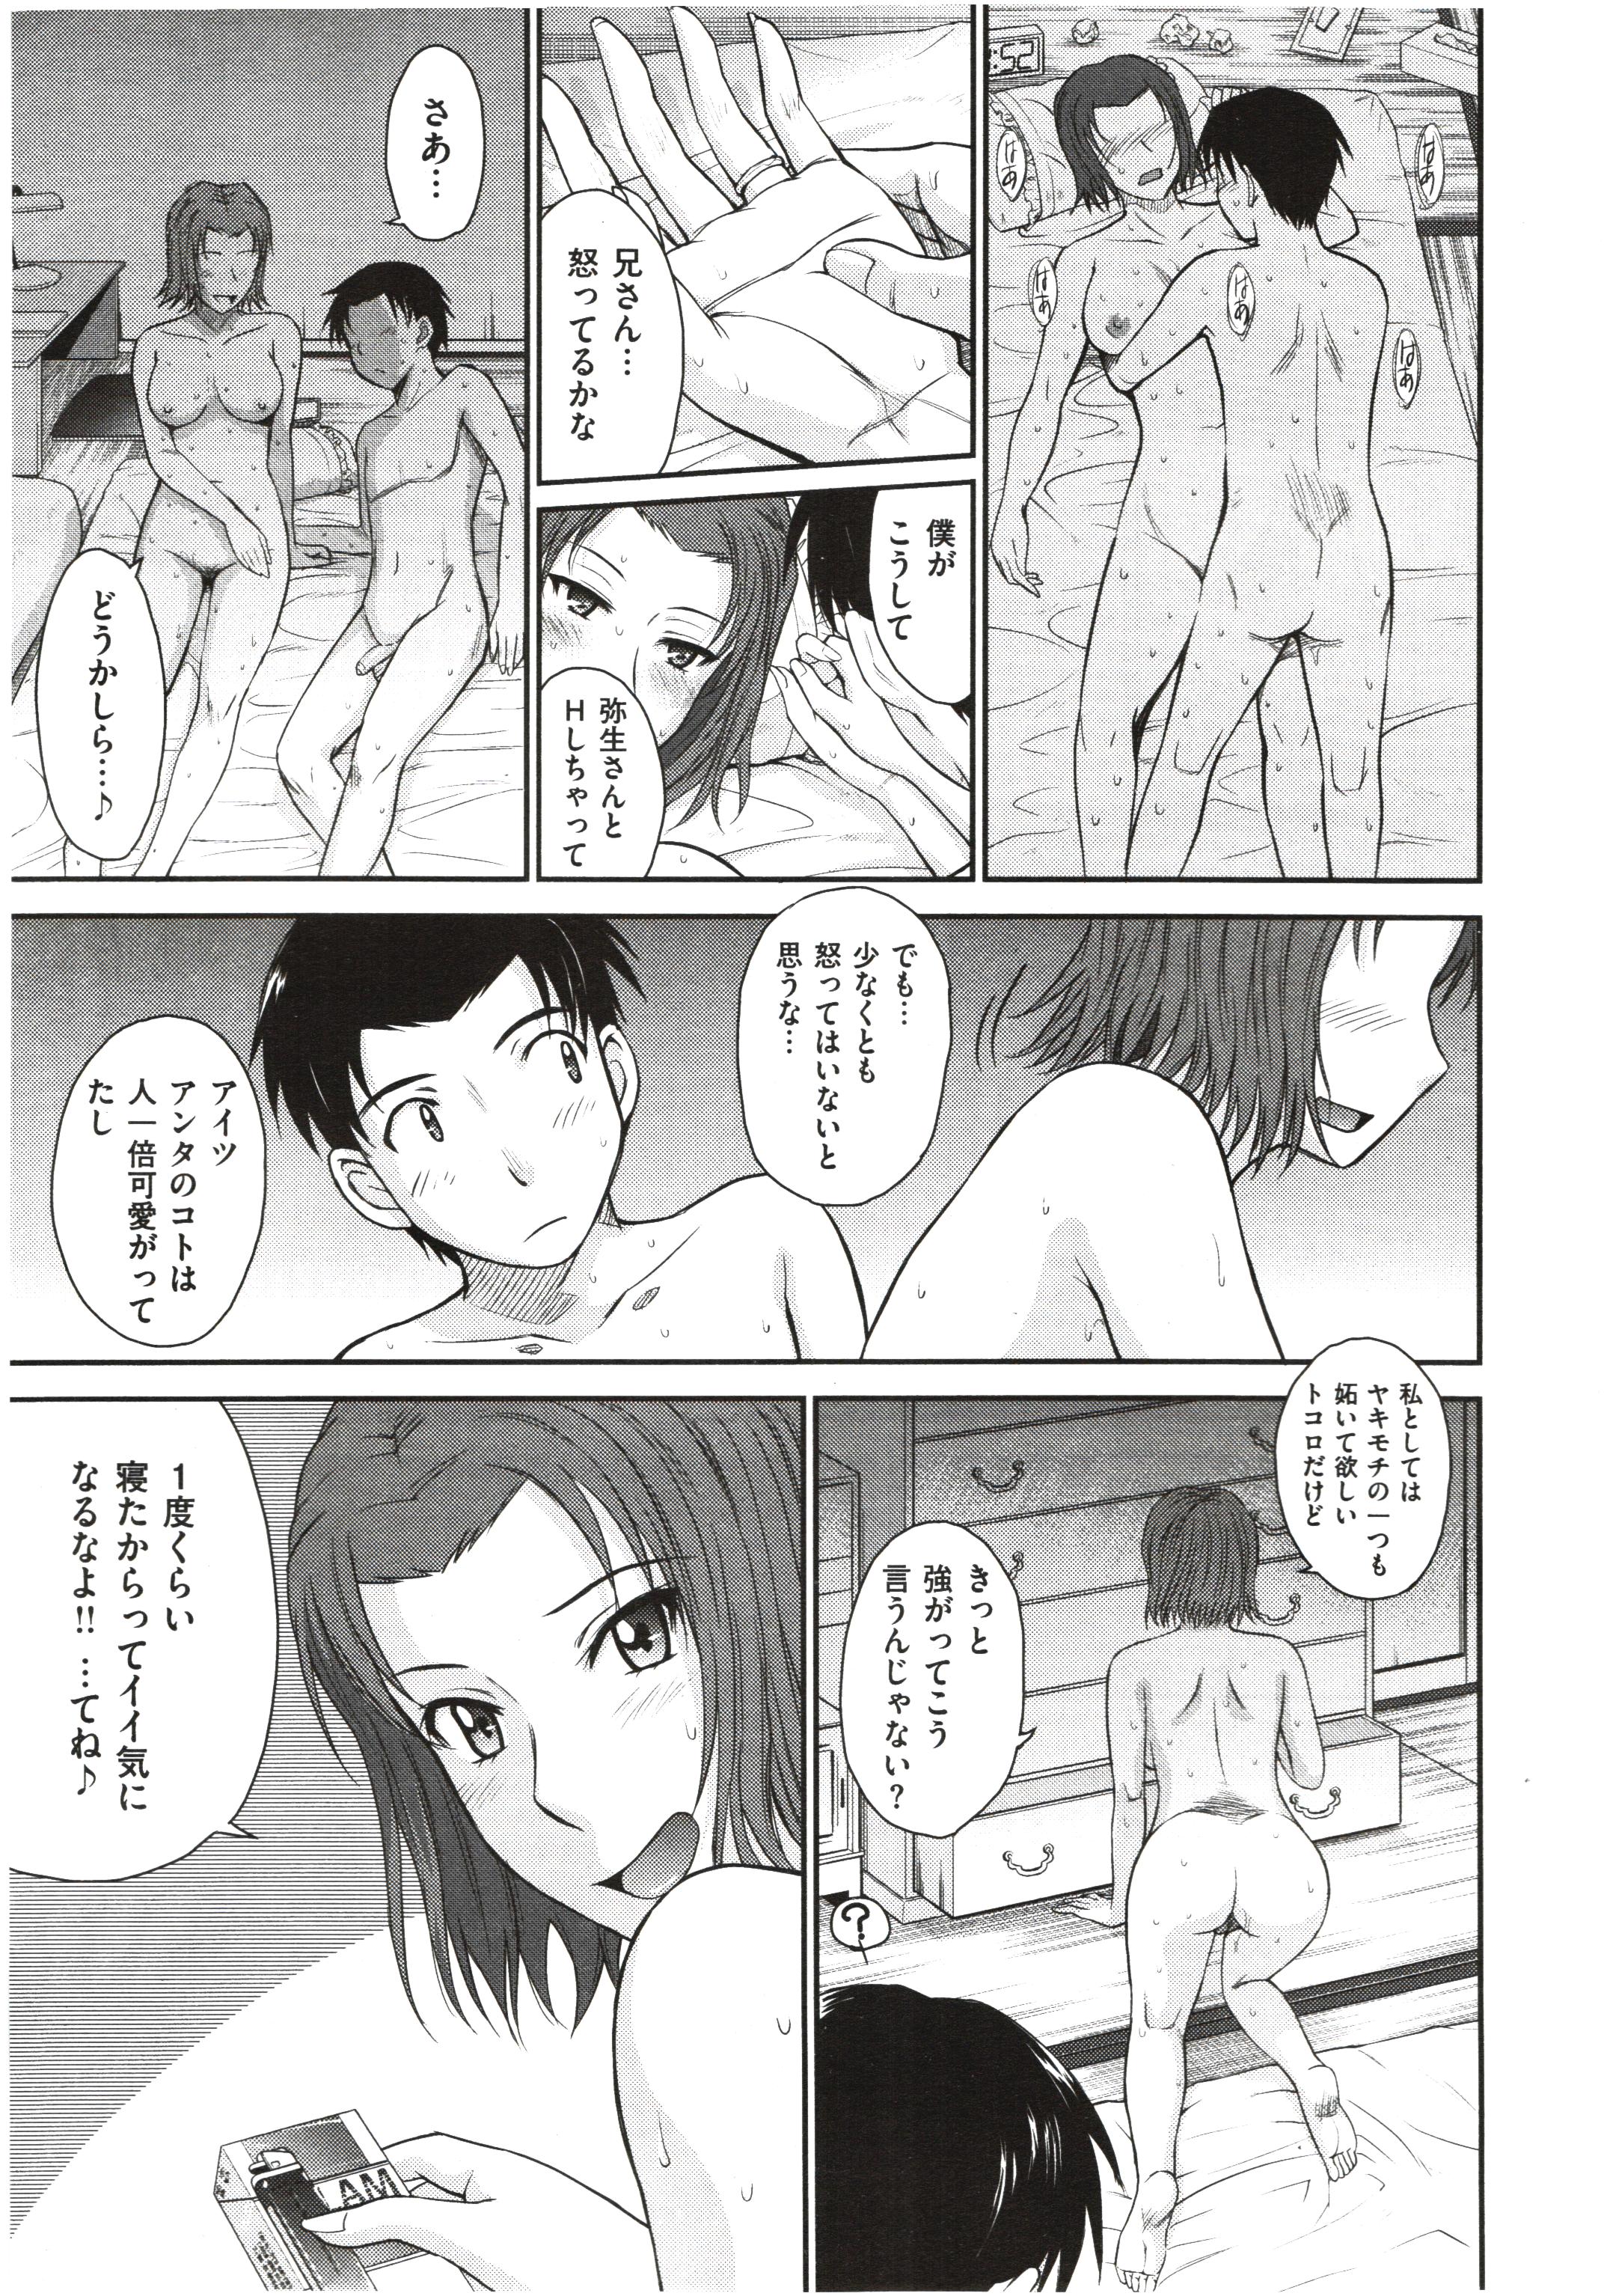 はあ
はあ
はあ
はあ
はあ
52
兄さん…
怒ってるかな
僕が
こうして
弥生さんと
Hしちゃって
さあ…
どうかしら…♪
でも…
少なくとも
怒ってはいないと
思うな…
アイツ
アンタのコトは
人一倍可愛がって
たし
私としては
ヤキモチの一つも
妬いて欲しい
トコロだけど
きっと
強がってこう
言うんじゃない?
?
1度くらい
寝たからってイイ気に
なるなよ!! …てね♪
AM